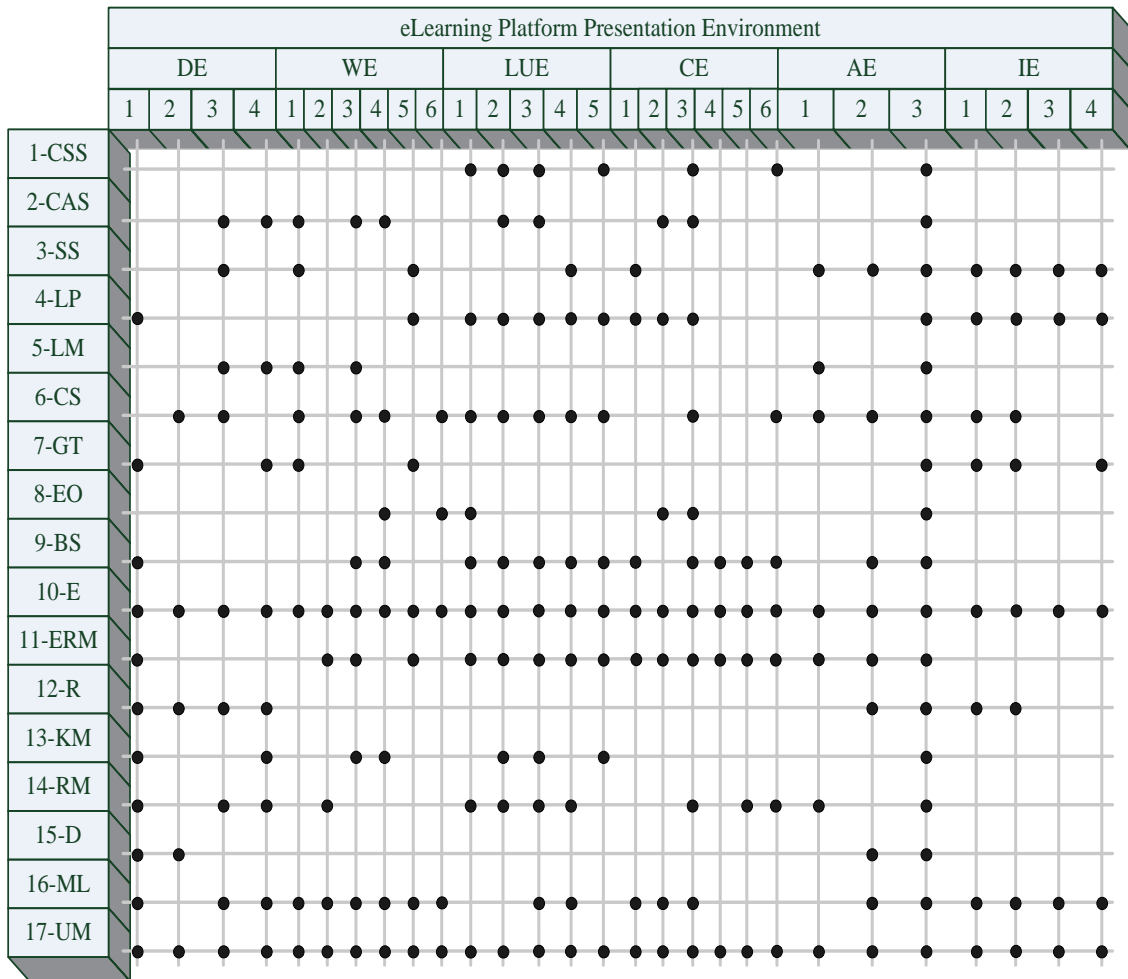 eLearning Platform Presentation Environment
DE WE LUE CE AE IE
1 2 3 4 1 2 3 4 5 6 1 2 3 4 5 1 2 3 4 5 6 1 2 3 1 2 3 4
1-CSS
2-CAS
3-SS
4-LP
5-LM
6-CS
7-GT
8-EO
9-BS
10-E
11-ERM
12-R
13-KM
14-RM
15-D
16-ML
17-UM